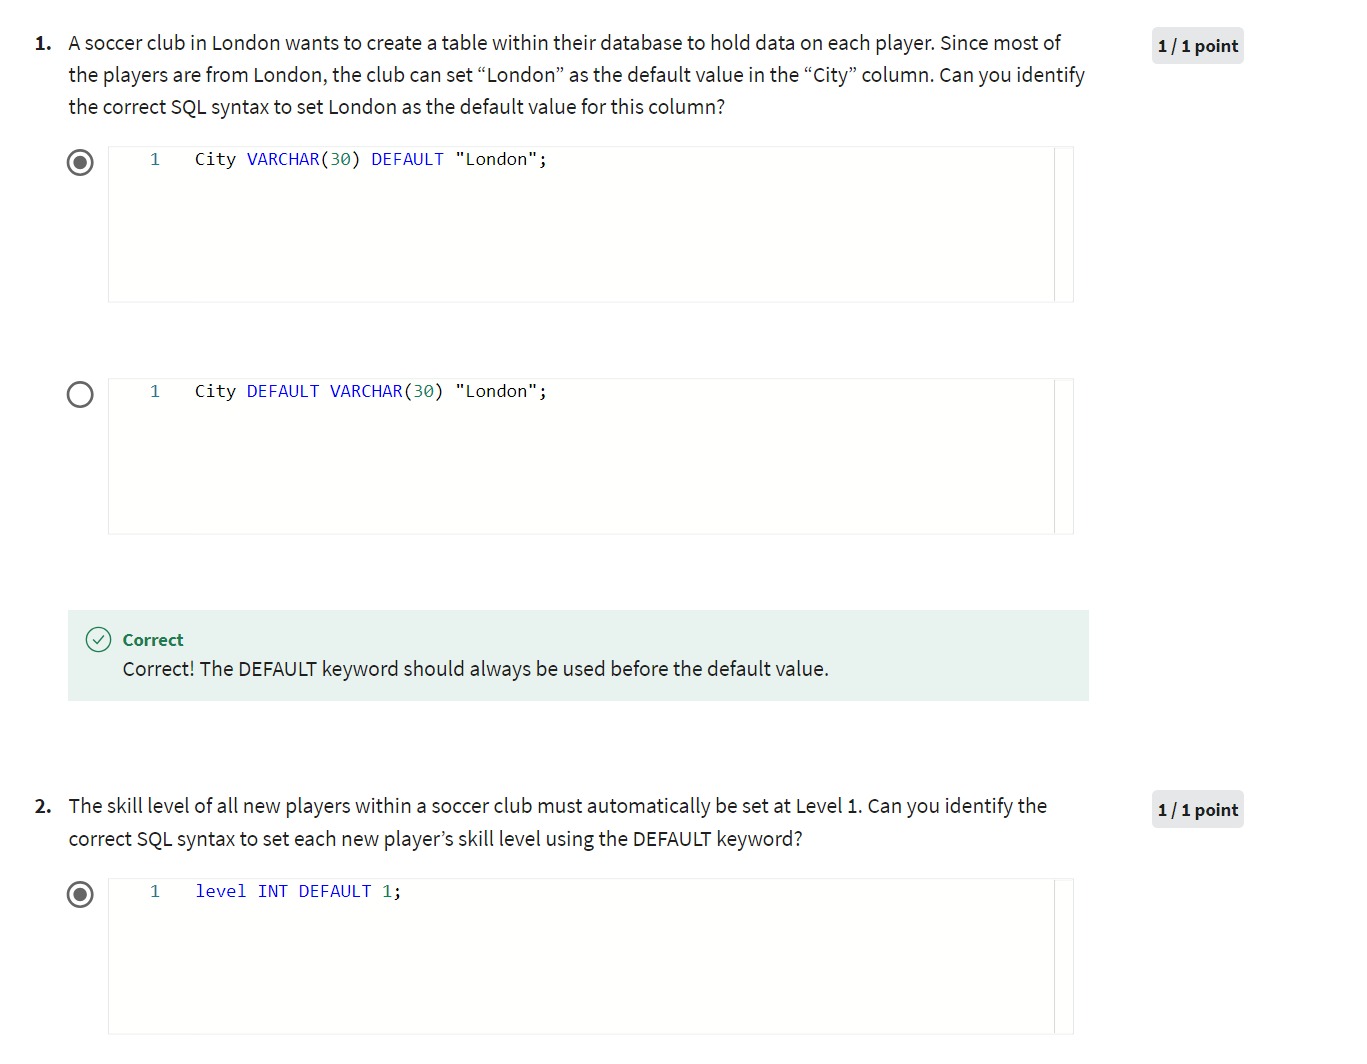 1. A soccer club in London wants to create a table within their database to hold data on each player. Since most of
1 / 1 point
the players are from London, the club can set “London” as the default value in the “City” column. Can you identify
the correct SQL syntax to set London as the default value for this column?
1 City VARCHAR(30) DEFAULT "London";
1 City DEFAULT VARCHAR(30) "London";
Correct
Correct! The DEFAULT keyword should always be used before the default value.
2. The skill level of all new players within a soccer club must automatically be set at Level 1. Can you identify the
1 / 1 point
correct SQL syntax to set each new player’s skill level using the DEFAULT keyword?
1 level INT DEFAULT 1;